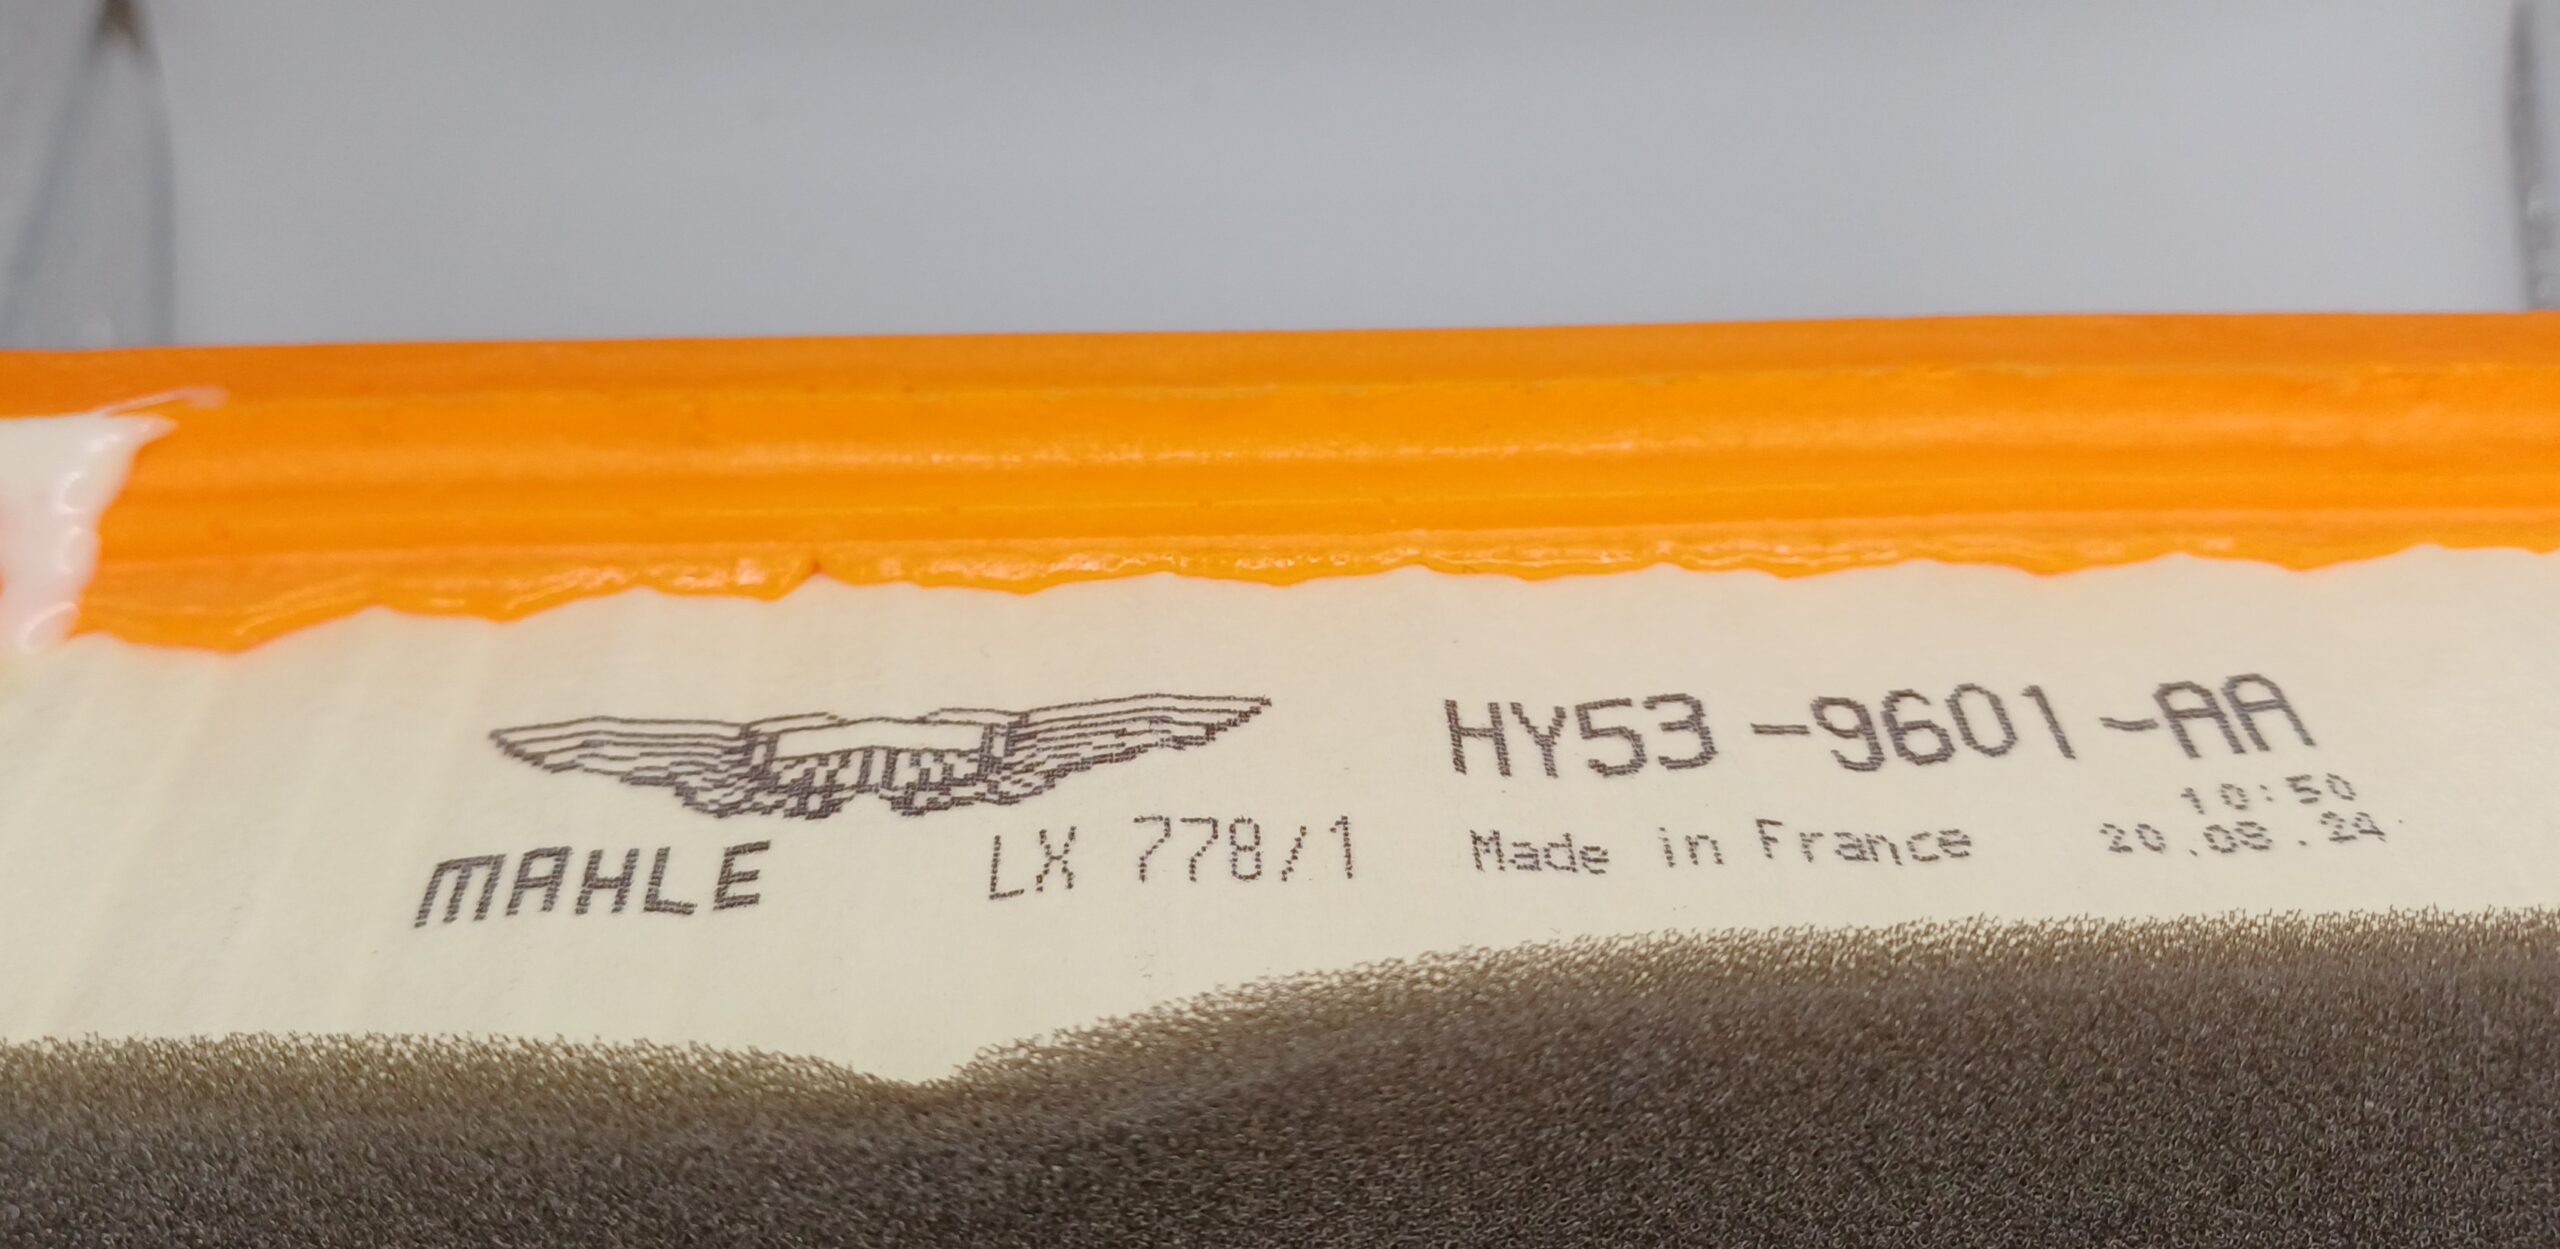 HY53-9601-AA
10:50
MAHLE LX 778/1 Made in France 20.08.24